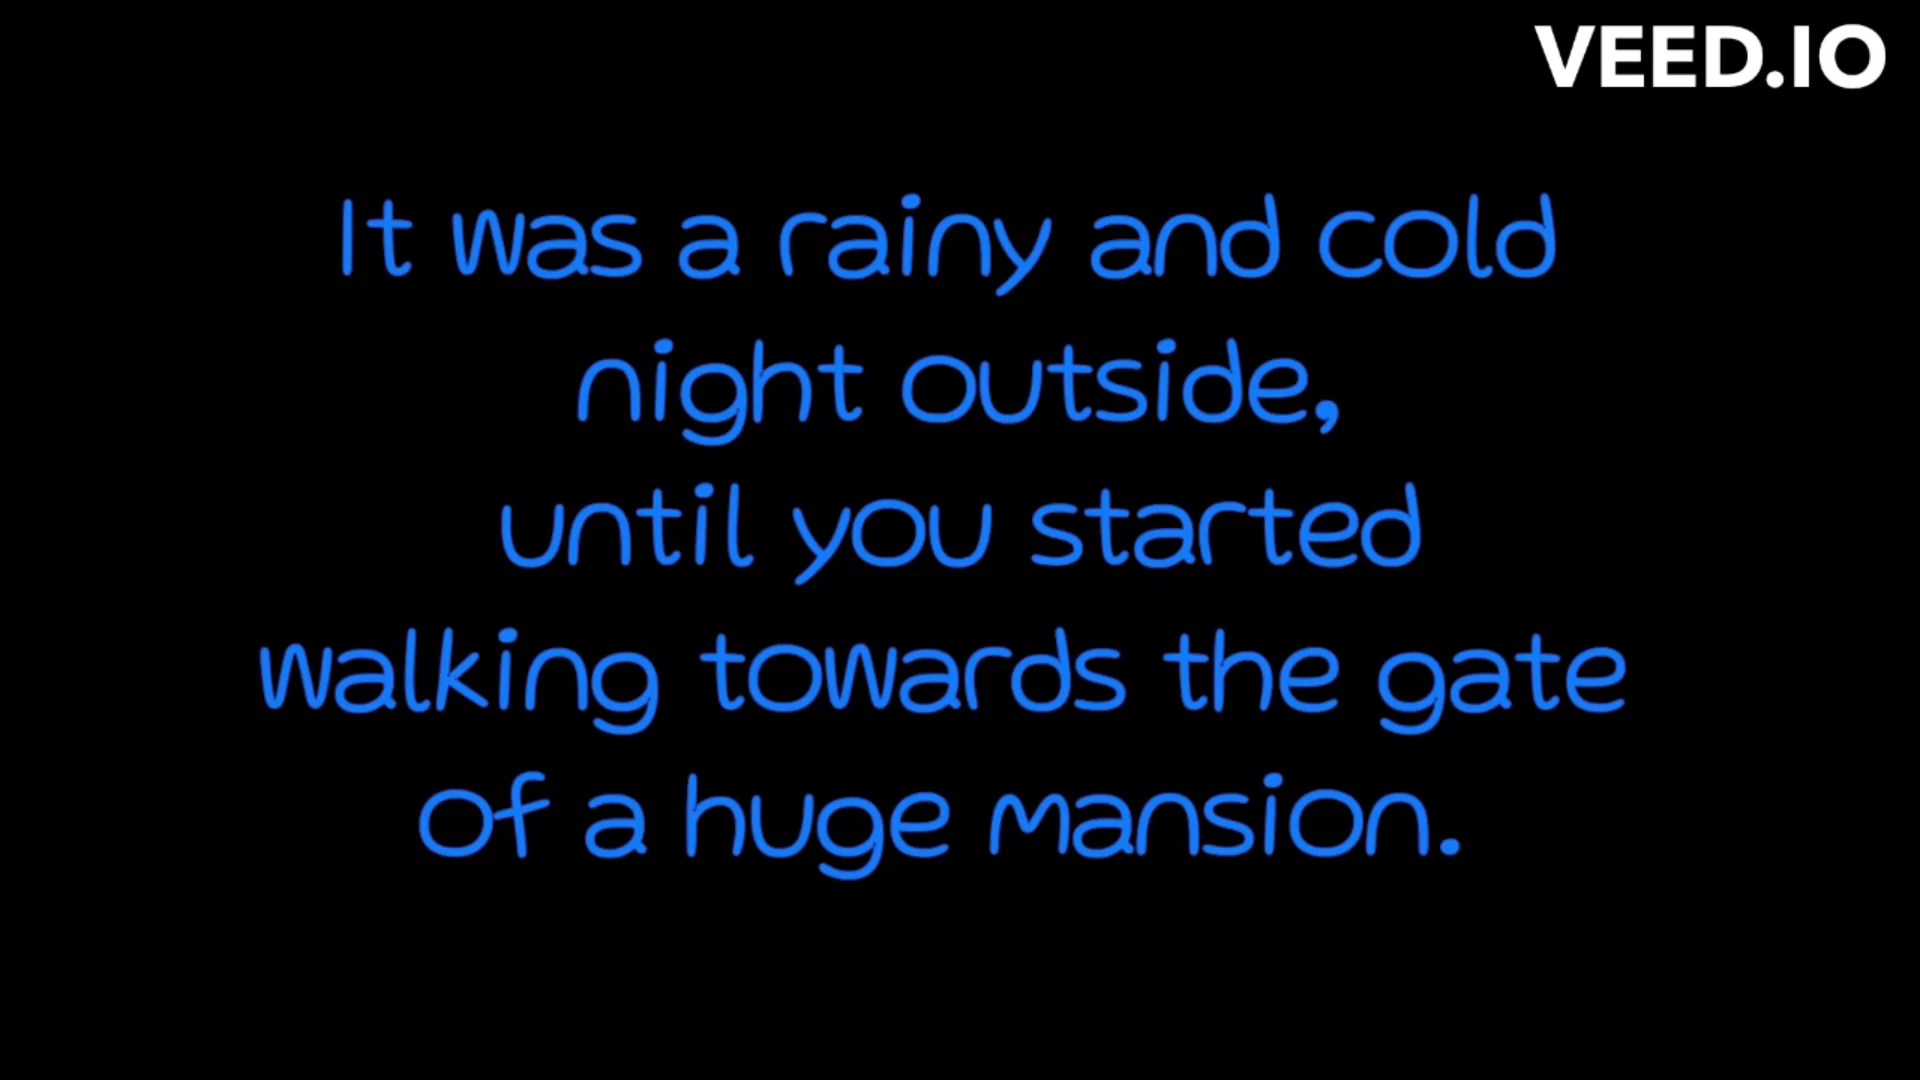 VEED.IO
It was a rainy and cold
night outside,
until you started
walking towards the gate
of a huge mansion.